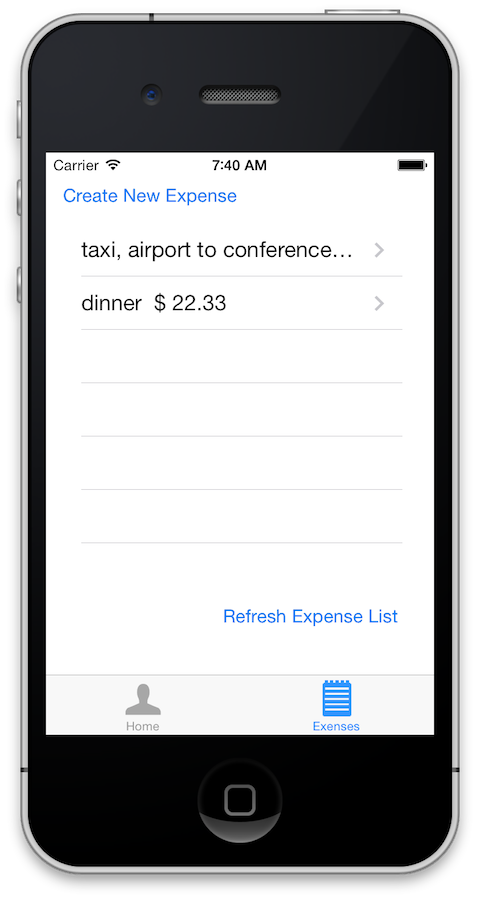 Carrier 7:40 AM
Create New Expense
taxi, airport to conference...
dinner $ 22.33
Refresh Expense List
Home Exenses